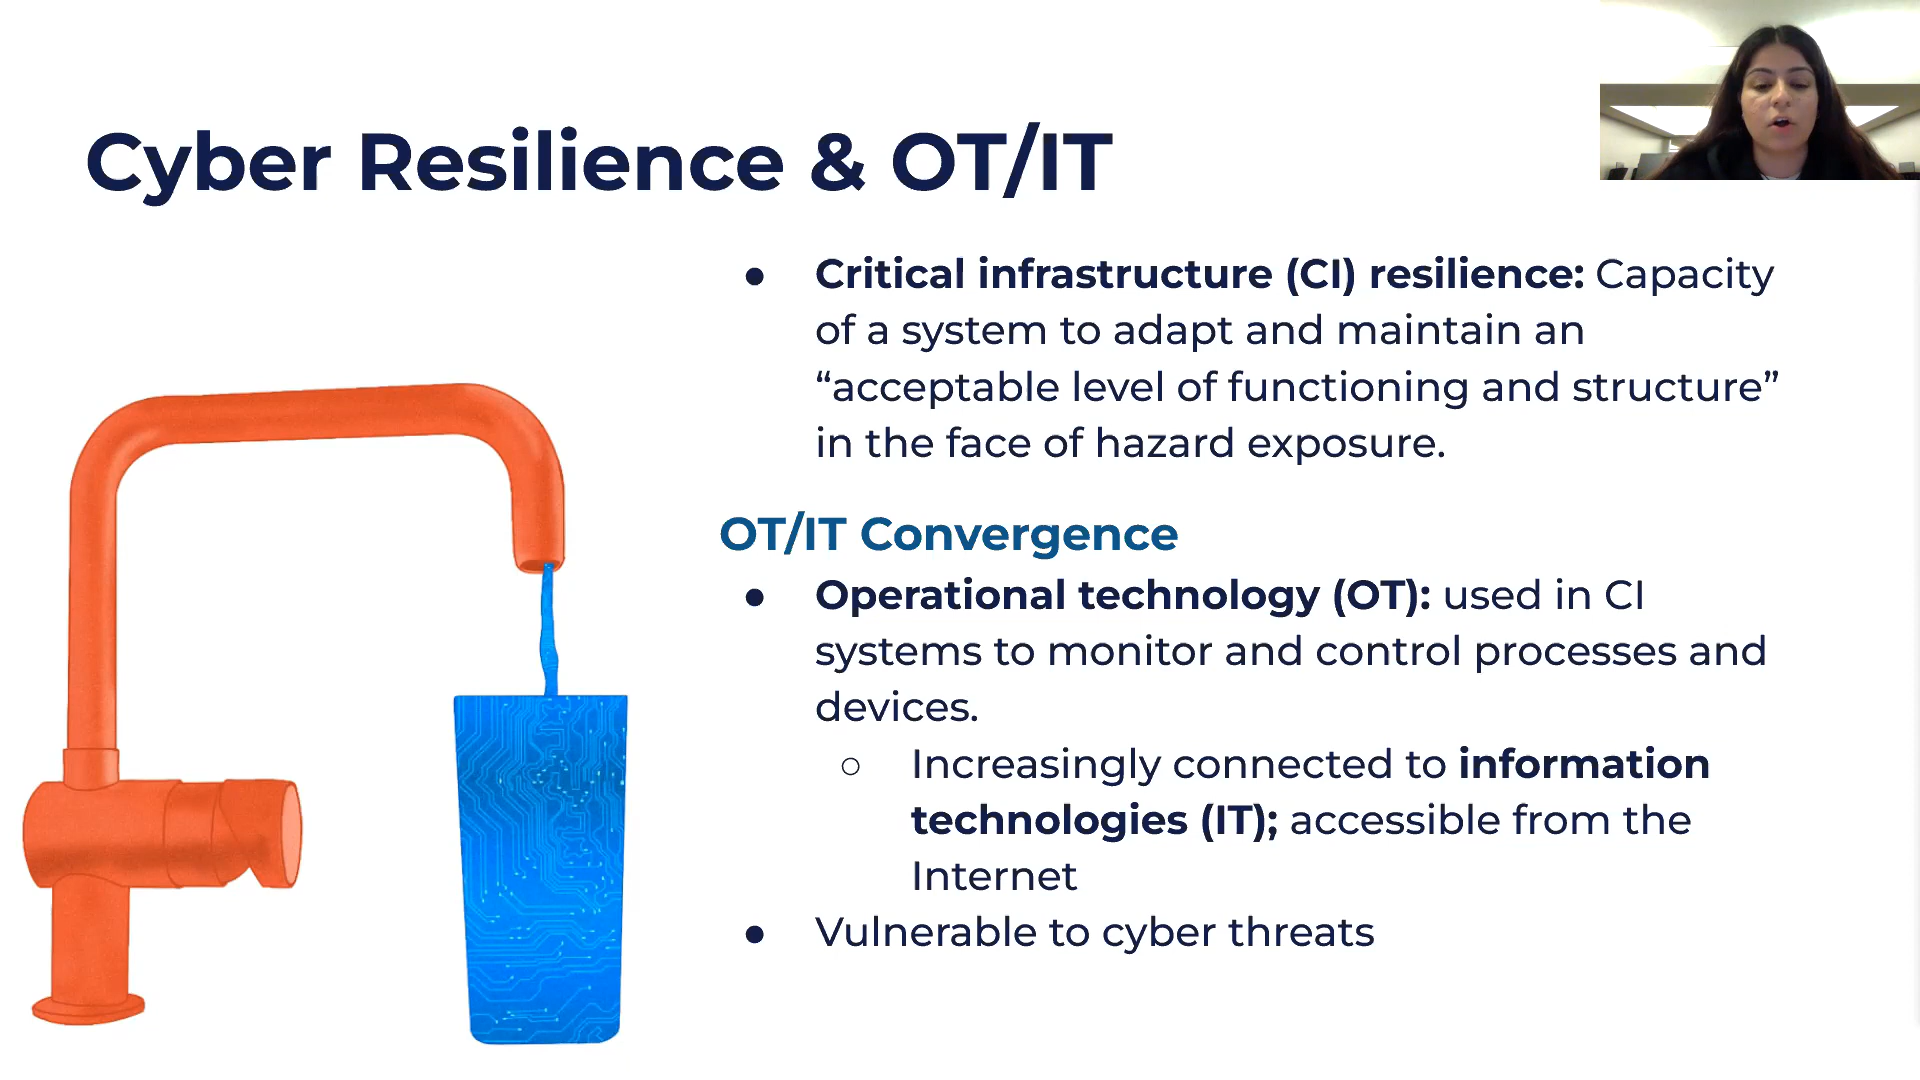 Cyber Resilience & OT/IT
● Critical infrastructure (CI) resilience: Capacity
of a system to adapt and maintain an
“acceptable level of functioning and structure”
in the face of hazard exposure.
OT/IT Convergence
● Operational technology (OT): used in CI
systems to monitor and control processes and
devices.
○ Increasingly connected to information
technologies (IT); accessible from the
Internet
● Vulnerable to cyber threats